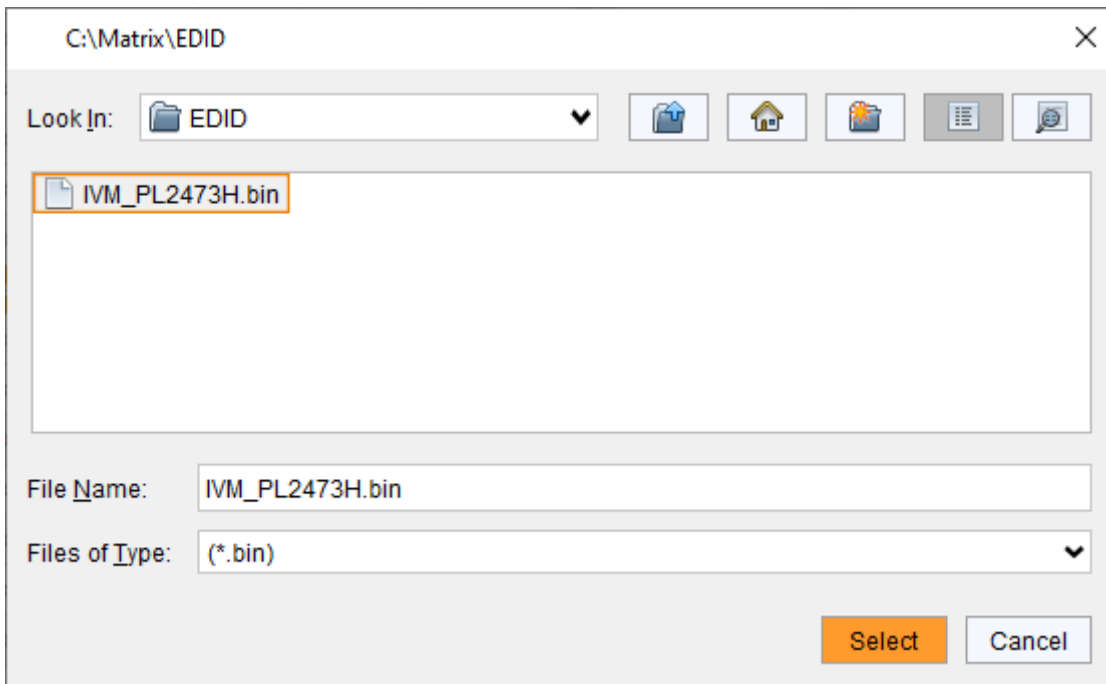 C:\Matrix\EDID
Look In: EDID
IVM_PL2473H.bin
File Name: IVM_PL2473H.bin
Files of Type: (*.bin)
Select Cancel